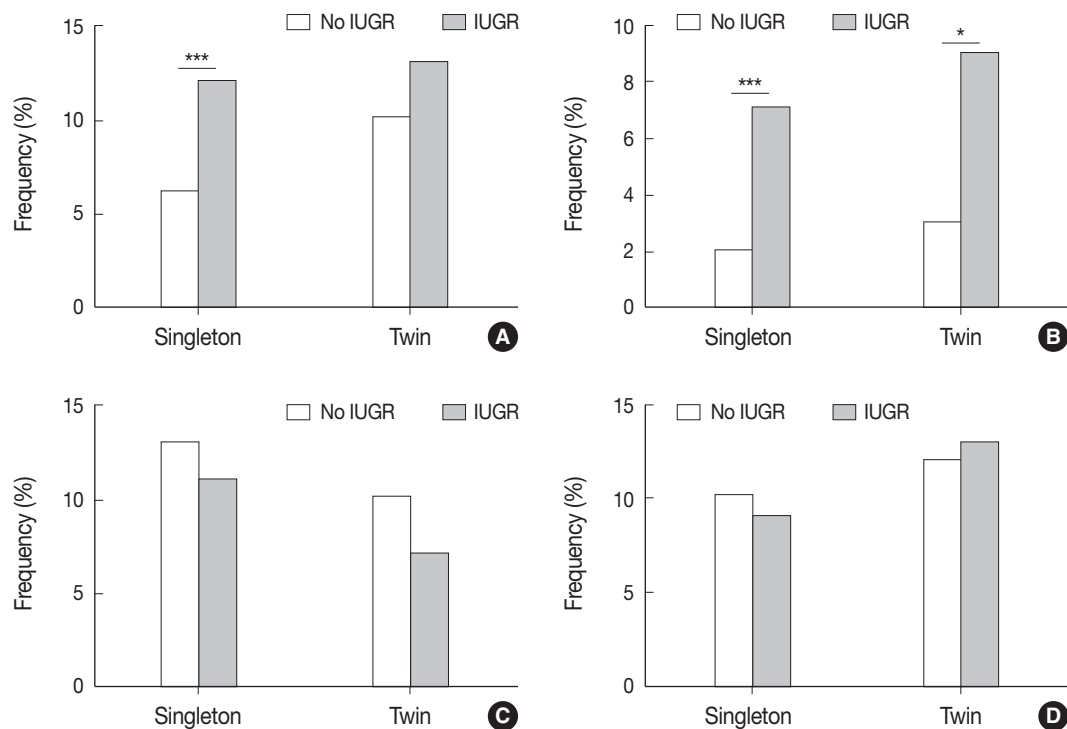 No IUGR IUGR
15
10
5
0
Frequency (%)
***
Singleton Twin
A
No IUGR IUGR
10
8
6
4
2
0
Frequency (%)
***
*
Singleton Twin
B
No IUGR IUGR
15
10
5
0
Frequency (%)
Singleton Twin
C
No IUGR IUGR
15
10
5
0
Frequency (%)
Singleton Twin
D